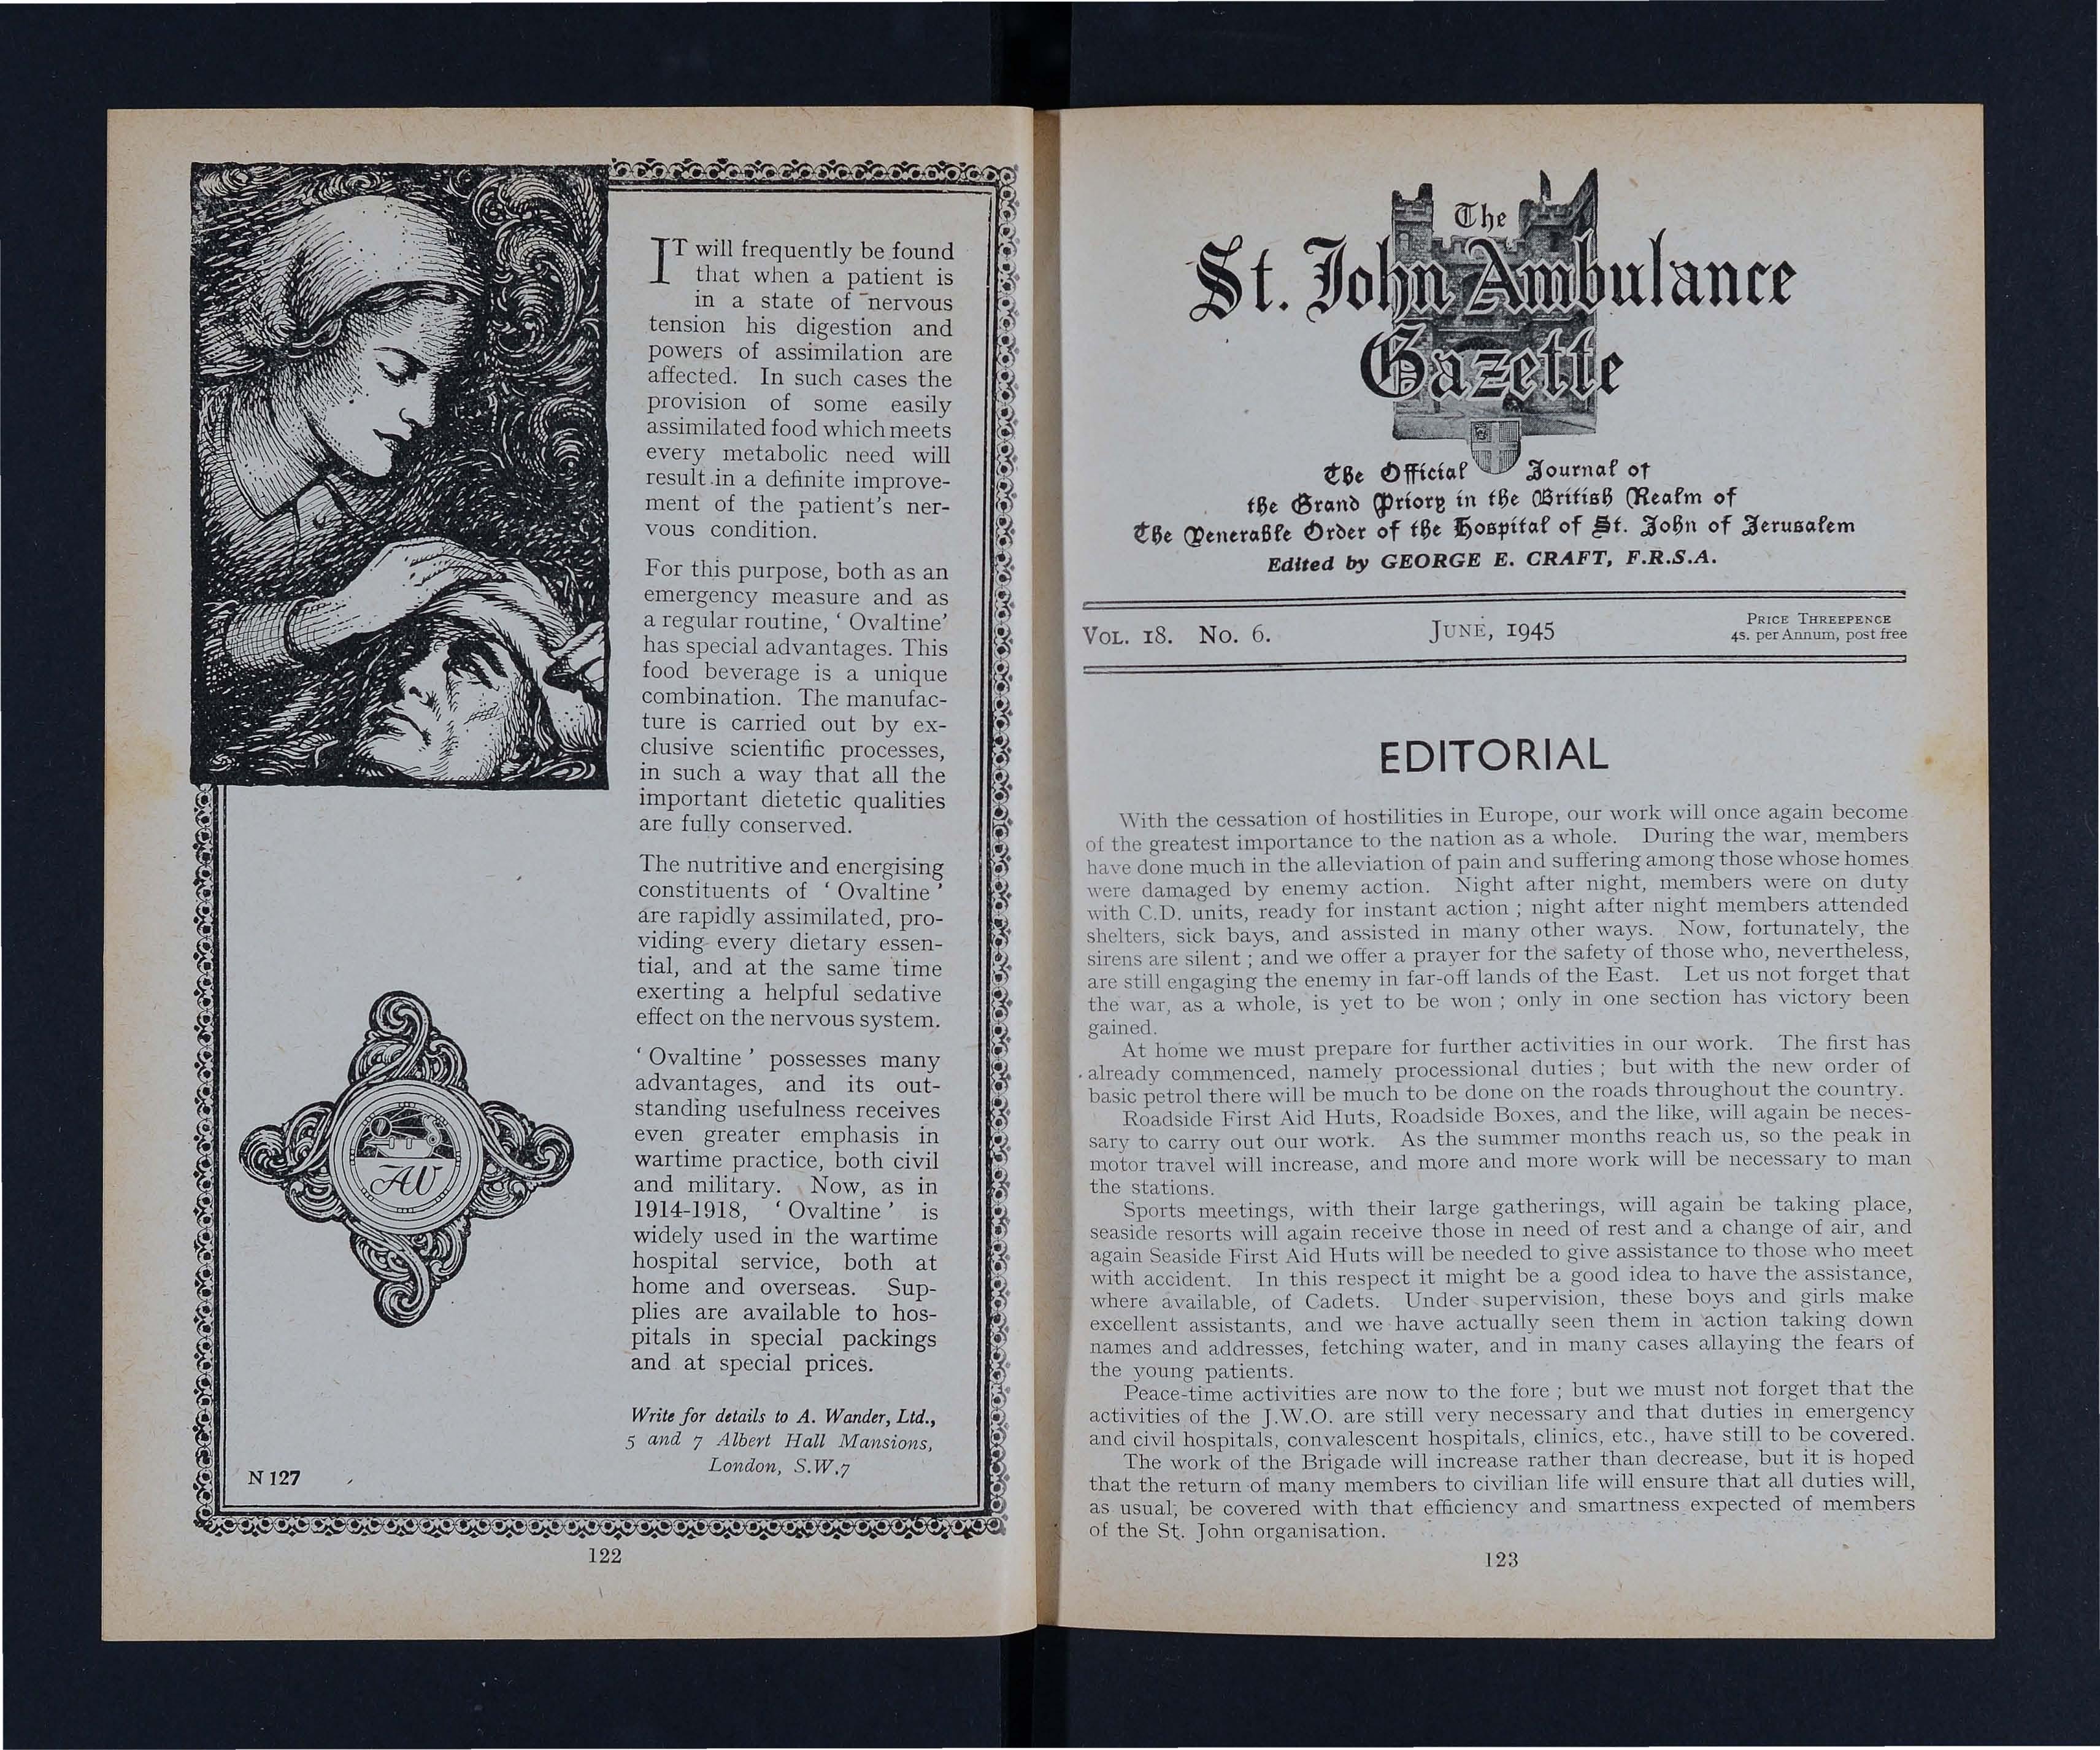 IT will frequently be found
that when a patient is
in a state of nervous
tension his digestion and
powers of assimilation are
affected. In such cases the
provision of some easily
assimilated food which meets
every metabolic need will
result in a definite improve-
ment of the patient's ner-
vous condition.
For this purpose, both as an
emergency measure and as
a regular routine, ' Ovaltine'
has special advantages. This
food beverage is a unique
combination. The manufac-
ture is carried out by ex-
clusive scientific processes,
in such a way that all the
important dietetic qualities
are fully conserved.
The nutritive and energising
constituents of ' Ovaltine '
are rapidly assimilated, pro-
viding every dietary essen-
tial, and at the same time
exerting a helpful sedative
effect on the nervous system.
' Ovaltine ' possesses many
advantages, and its out-
standing usefulness receives
even greater emphasis in
wartime practice, both civil
and military. Now, as in
1914-1918, ' Ovaltine ' is
widely used in the wartime
hospital service, both at
home and overseas. Sup-
plies are available to hos-
pitals in special packings
and at special prices.
Write for details to A. Wander, Ltd.,
5 and 7 Albert Hall Mansions,
London, S.W.7
AW
N 127
122
The
St. John Ambulance
Gazette
The Official Journal of
the Grand Priory in the British Realm of
The Venerable Order of the Hospital of St. John of Jerusalem
Edited by GEORGE E. CRAFT, F.R.S.A.
VOL. 18. No. 6. JUNE, 1945 PRICE THREEPENCE
4s. per Annum, post free
EDITORIAL
With the cessation of hostilities in Europe, our work will once again become
of the greatest importance to the nation as a whole. During the war, members
have done much in the alleviation of pain and suffering among those whose homes
were damaged by enemy action. Night after night, members were on duty
with C.D. units, ready for instant action ; night after night members attended
shelters, sick bays, and assisted in many other ways. Now, fortunately, the
sirens are silent ; and we offer a prayer for the safety of those who, nevertheless,
are still engaging the enemy in far-off lands of the East. Let us not forget that
the war, as a whole, is yet to be won ; only in one section has victory been
gained.
At home we must prepare for further activities in our work. The first has
already commenced, namely processional duties ; but with the new order of
basic petrol there will be much to be done on the roads throughout the country.
Roadside First Aid Huts, Roadside Boxes, and the like, will again be neces-
sary to carry out our work. As the summer months reach us, so the peak in
motor travel will increase, and more and more work will be necessary to man
the stations.
Sports meetings, with their large gatherings, will again be taking place,
seaside resorts will again receive those in need of rest and a change of air, and
again Seaside First Aid Huts will be needed to give assistance to those who meet
with accident. In this respect it might be a good idea to have the assistance,
where available, of Cadets. Under supervision, these boys and girls make
excellent assistants, and we have actually seen them in action taking down
names and addresses, fetching water, and in many cases allaying the fears of
the young patients.
Peace-time activities are now to the fore ; but we must not forget that the
activities of the J.W.O. are still very necessary and that duties in emergency
and civil hospitals, convalescent hospitals, clinics, etc., have still to be covered.
The work of the Brigade will increase rather than decrease, but it is hoped
that the return of many members to civilian life will ensure that all duties will,
as usual, be covered with that efficiency and smartness expected of members
of the St. John organisation.
123